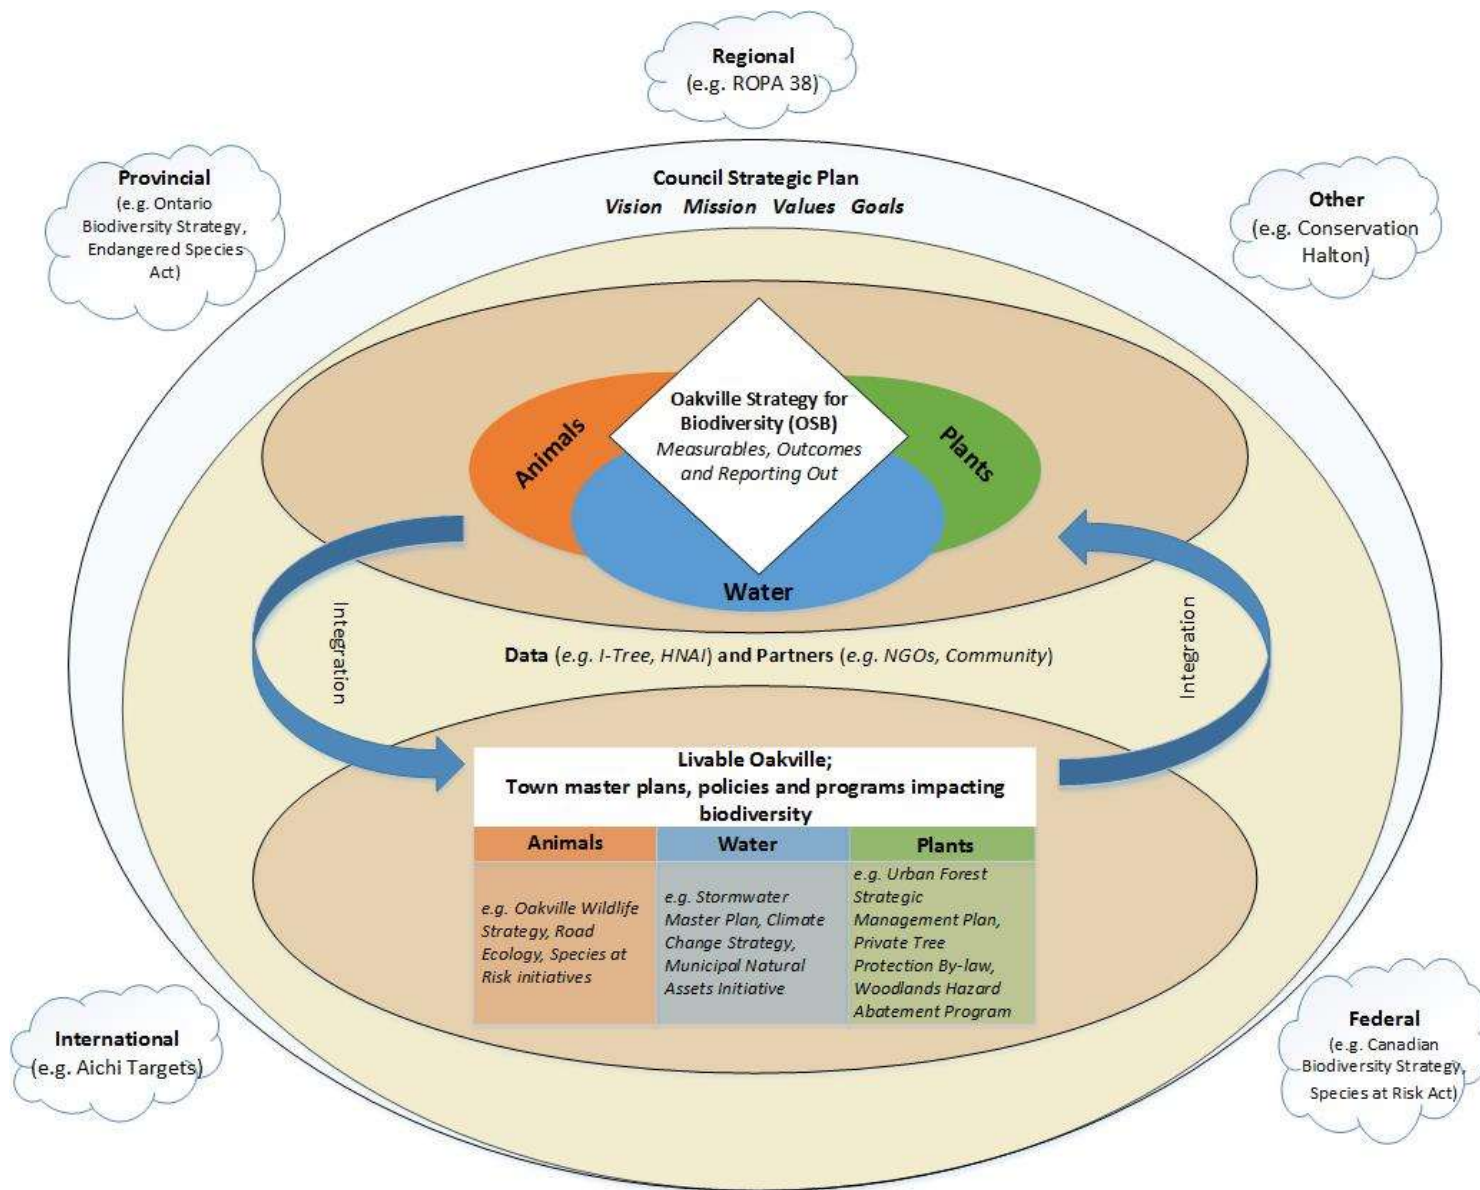 Regional
(e.g. ROPA 38)
Provincial
(e.g. Ontario
Biodiversity Strategy,
Endangered Species
Act)
Council Strategic Plan
Vision Mission Values Goals
Other
(e.g. Conservation
Halton)
Oakville Strategy for
Biodiversity (OSB)
Measurables, Outcomes
and Reporting Out
Animals
Plants
Water
Integration
Data (e.g. I-Tree, HNAI) and Partners (e.g. NGOs, Community)
Integration
Livable Oakville;
Town master plans, policies and programs impacting
biodiversity
Animals
e.g. Oakville Wildlife
Strategy, Road
Ecology, Species at
Risk initiatives
Water
e.g. Stormwater
Master Plan, Climate
Change Strategy,
Municipal Natural
Assets Initiative
Plants
e.g. Urban Forest
Strategic
Management Plan,
Private Tree
Protection By-law,
Woodlands Hazard
Abatement Program
International
(e.g. Aichi Targets)
Federal
(e.g. Canadian
Biodiversity Strategy,
Species at Risk Act)